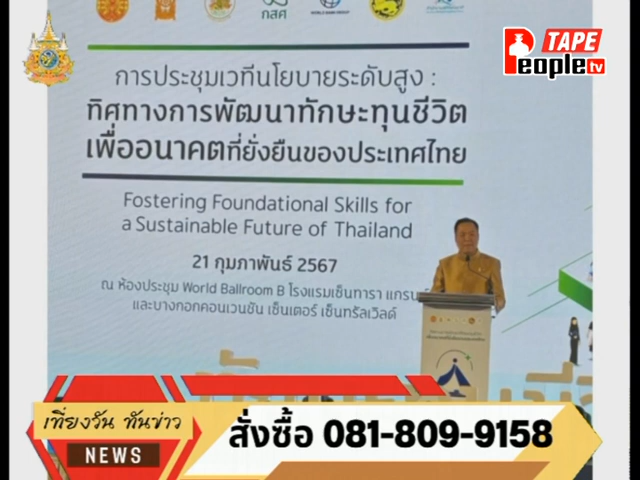 กสศ
WORLD BANK GROUP
TAPE
People tv
การประชุมเวทีนโยบายระดับสูง :
ทิศทางการพัฒนาทักษะทุนชีวิต
เพื่ออนาคตที่ยั่งยืนของประเทศไทย
Fostering Foundational Skills for
a Sustainable Future of Thailand
21 กุมภาพันธ์ 2567
ณ ห้องประชุม World Ballroom B โรงแรมเซ็นทารา แกรน
และบางกอกคอนเวนชัน เซ็นเตอร์ เซ็นทรัลเวิลด์
เที่ยงวัน ทันข่าว
NEWS
สั่งซื้อ 081-809-9158